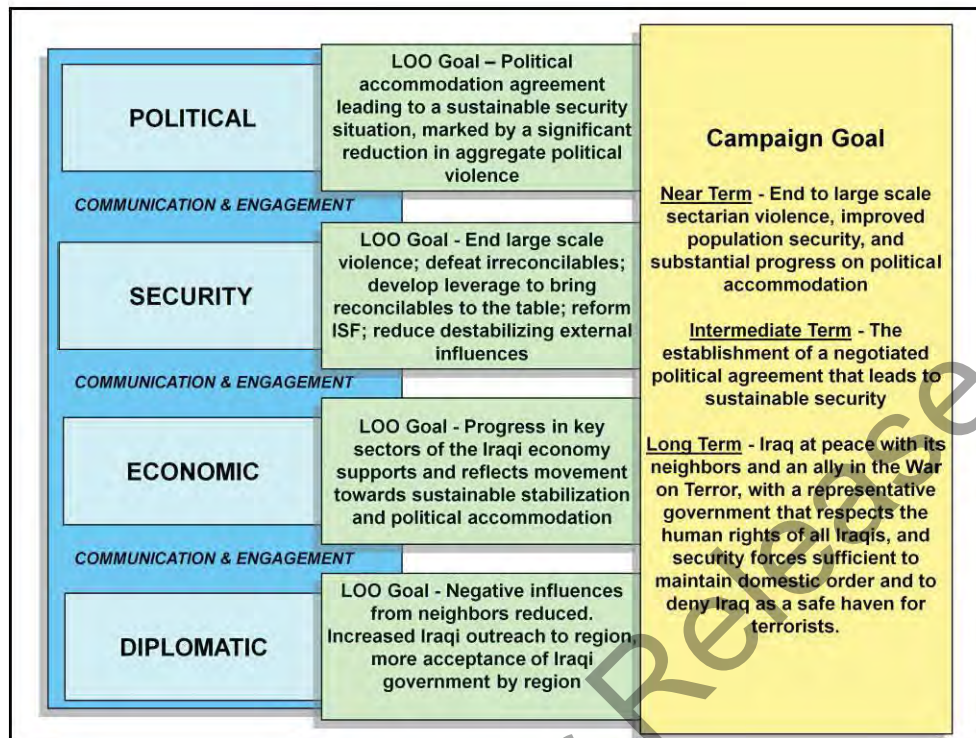 POLITICAL
LOO Goal – Political
accommodation agreement
leading to a sustainable security
situation, marked by a significant
reduction in aggregate political
violence
COMMUNICATION & ENGAGEMENT
SECURITY
LOO Goal - End large scale
violence; defeat irreconcilables;
develop leverage to bring
reconcilables to the table; reform
ISF; reduce destabilizing external
influences
COMMUNICATION & ENGAGEMENT
ECONOMIC
LOO Goal - Progress in key
sectors of the Iraqi economy
supports and reflects movement
towards sustainable stabilization
and political accommodation
COMMUNICATION & ENGAGEMENT
DIPLOMATIC
LOO Goal - Negative influences
from neighbors reduced.
Increased Iraqi outreach to region,
more acceptance of Iraqi
government by region
Campaign Goal
Near Term - End to large scale
sectarian violence, improved
population security, and
substantial progress on political
accommodation
Intermediate Term - The
establishment of a negotiated
political agreement that leads to
sustainable security
Long Term - Iraq at peace with its
neighbors and an ally in the War
on Terror, with a representative
government that respects the
human rights of all Iraqis, and
security forces sufficient to
maintain domestic order and to
deny Iraq as a safe haven for
terrorists.
Release